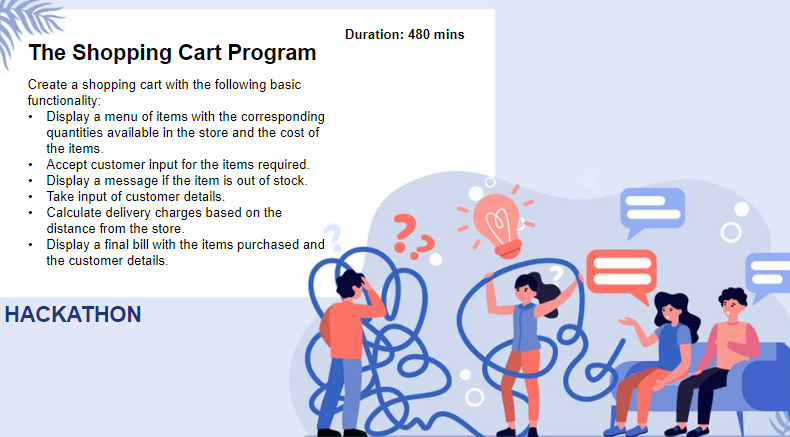 Duration: 480 mins
The Shopping Cart Program
Create a shopping cart with the following basic
functionality:
• Display a menu of items with the corresponding
quantities available in the store and the cost of
the items.
• Accept customer input for the items required.
• Display a message if the item is out of stock.
• Take input of customer details.
• Calculate delivery charges based on the
distance from the store.
• Display a final bill with the items purchased and
the customer details.
? ? ?
?
HACKATHON